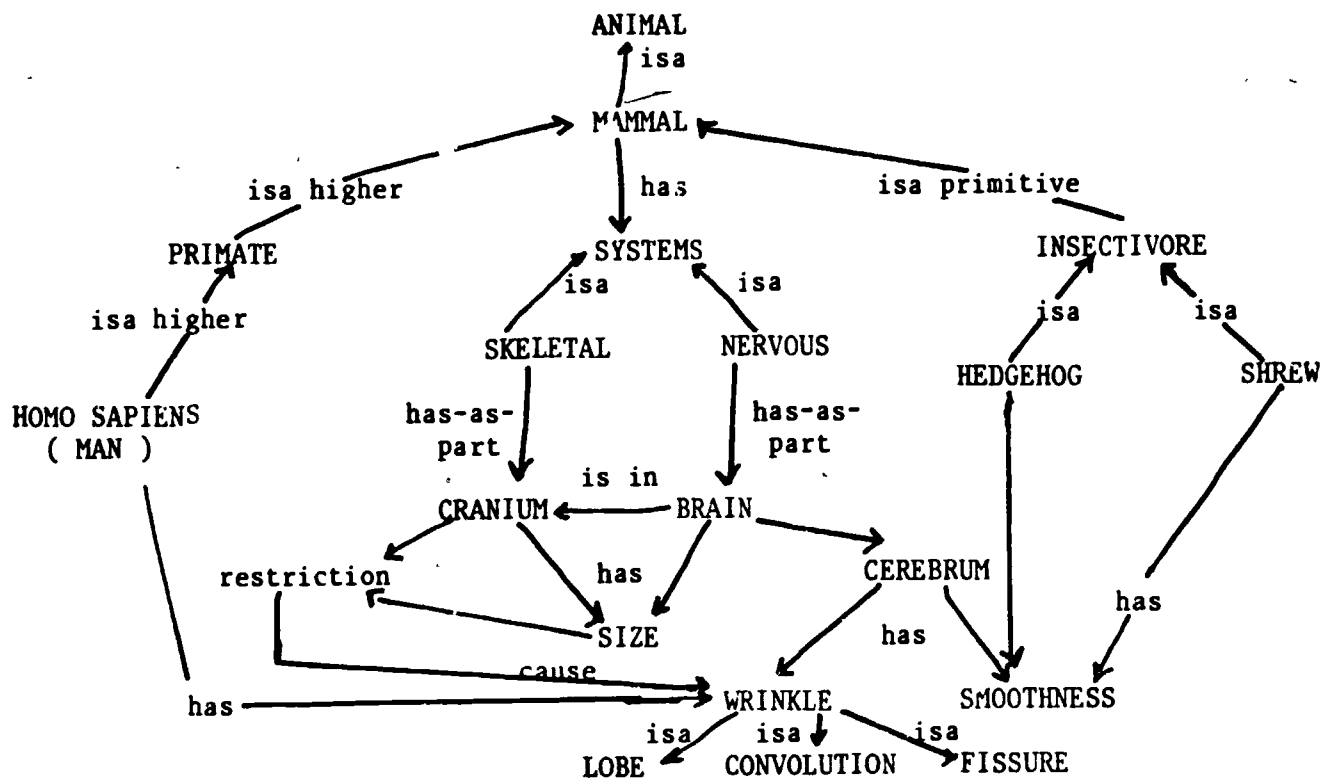 ANIMAL
isa
MAMMAL
isa higher
has
isa primitive
PRIMATE
SYSTEMS
INSECTIVORE
isa
isa
isa higher
isa
isa
SKELETAL
NERVOUS
HEDGEHOG
SHREW
HOMO SAPIENS
( MAN )
has-as-
part
has-as-
part
is in
CRANIUM
BRAIN
restriction
has
CEREBRUM
has
SIZE
has
cause
has
WRINKLE
SMOOTHNESS
isa
isa
isa
LOBE
CONVOLUTION
FISSURE